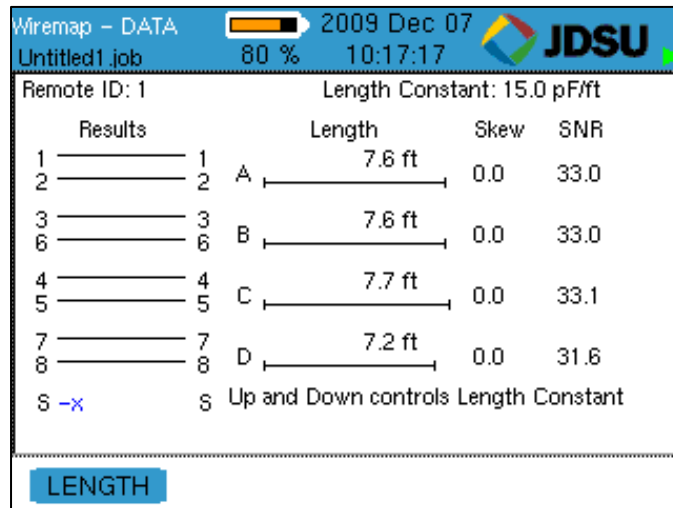 Wiremap – DATA 2009 Dec 07 JDSU
Untitled1.job 80 % 10:17:17
Remote ID: 1 Length Constant: 15.0 pF/ft
Results Length Skew SNR
1 1 A 7.6 ft 0.0 33.0
2 2
3 3 B 7.6 ft 0.0 33.0
6 6
4 4 C 7.7 ft 0.0 33.1
5 5
7 7 D 7.2 ft 0.0 31.6
8 8
S –x S Up and Down controls Length Constant
LENGTH